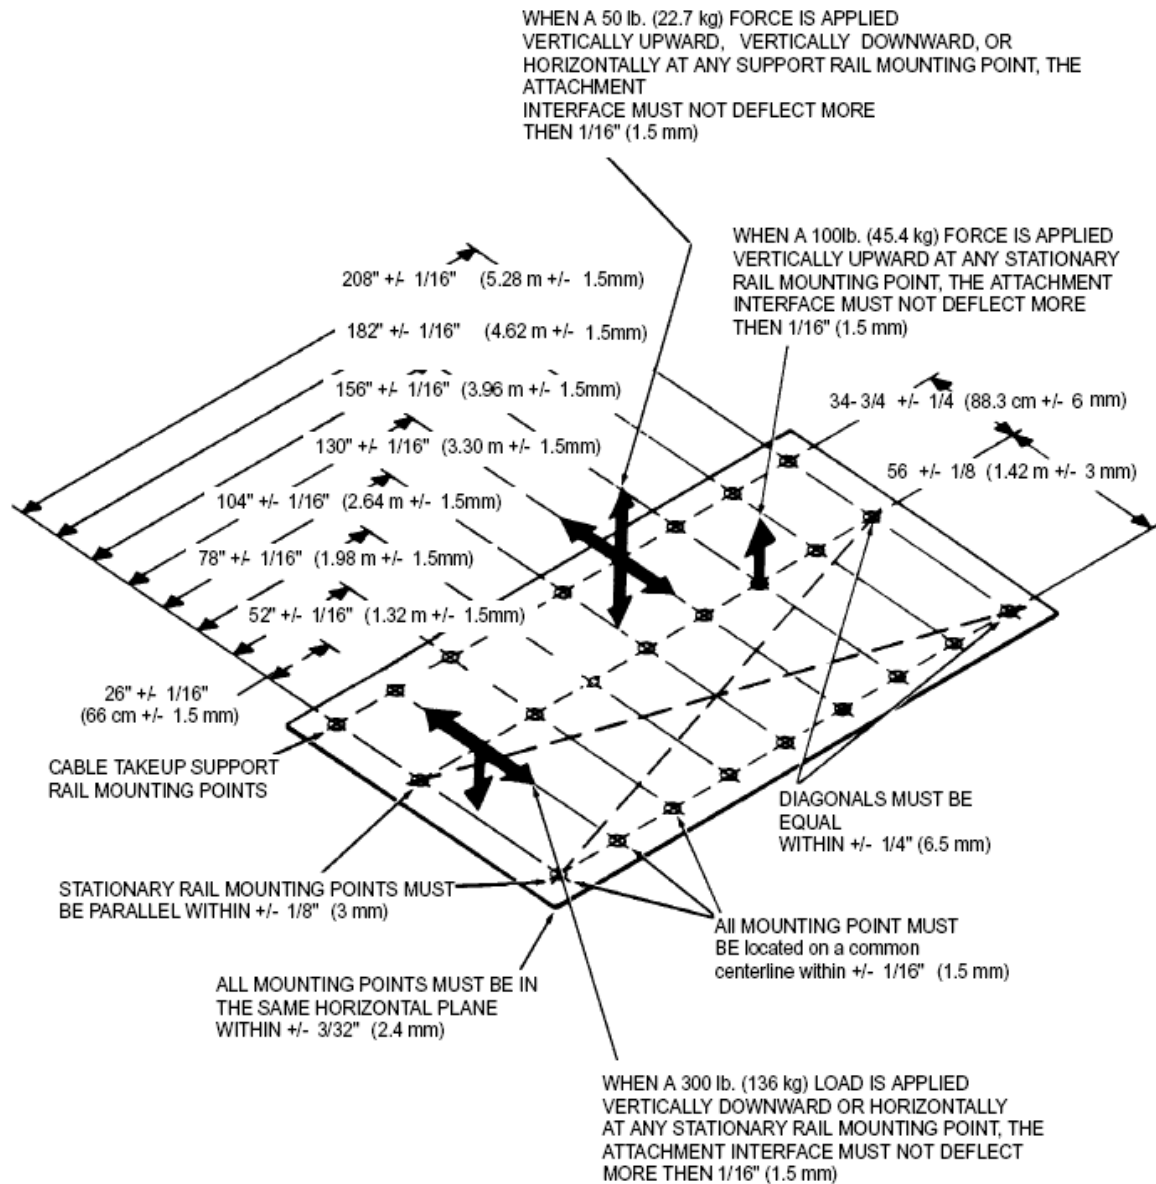 WHEN A 50 lb. (22.7 kg) FORCE IS APPLIED
VERTICALLY UPWARD, VERTICALLY DOWNWARD, OR
HORIZONTALLY AT ANY SUPPORT RAIL MOUNTING POINT, THE
ATTACHMENT
INTERFACE MUST NOT DEFLECT MORE
THEN 1/16" (1.5 mm)
WHEN A 100lb. (45.4 kg) FORCE IS APPLIED
VERTICALLY UPWARD AT ANY STATIONARY
RAIL MOUNTING POINT, THE ATTACHMENT
INTERFACE MUST NOT DEFLECT MORE
THEN 1/16" (1.5 mm)
208" +/- 1/16" (5.28 m +/- 1.5mm)
182" +/- 1/16" (4.62 m +/- 1.5mm)
156" +/- 1/16" (3.96 m +/- 1.5mm)
130" +/- 1/16" (3.30 m +/- 1.5mm)
104" +/- 1/16" (2.64 m +/- 1.5mm)
78" +/- 1/16" (1.98 m +/- 1.5mm)
52" +/- 1/16" (1.32 m +/- 1.5mm)
26" +/- 1/16"
(66 cm +/- 1.5 mm)
34- 3/4 +/- 1/4 (88.3 cm +/- 6 mm)
56 +/- 1/8 (1.42 m +/- 3 mm)
CABLE TAKEUP SUPPORT
RAIL MOUNTING POINTS
DIAGONALS MUST BE
EQUAL
WITHIN +/- 1/4" (6.5 mm)
STATIONARY RAIL MOUNTING POINTS MUST
BE PARALLEL WITHIN +/- 1/8" (3 mm)
All MOUNTING POINT MUST
BE located on a common
centerline within +/- 1/16" (1.5 mm)
ALL MOUNTING POINTS MUST BE IN
THE SAME HORIZONTAL PLANE
WITHIN +/- 3/32" (2.4 mm)
WHEN A 300 lb. (136 kg) LOAD IS APPLIED
VERTICALLY DOWNWARD OR HORIZONTALLY
AT ANY STATIONARY RAIL MOUNTING POINT, THE
ATTACHMENT INTERFACE MUST NOT DEFLECT
MORE THEN 1/16" (1.5 mm)